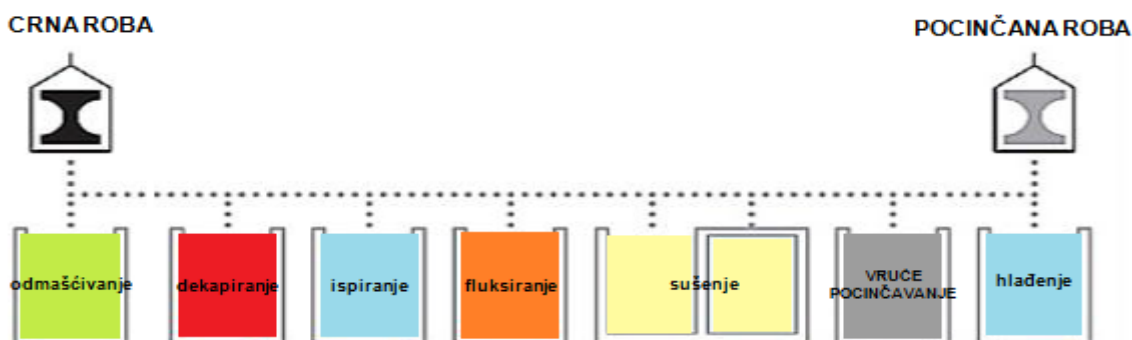 CRNA ROBA
POCINČANA ROBA
odmašćivanje
dekapiranje
ispiranje
fluksiranje
sušenje
VRUĆE
POCINČAVANJE
hlađenje